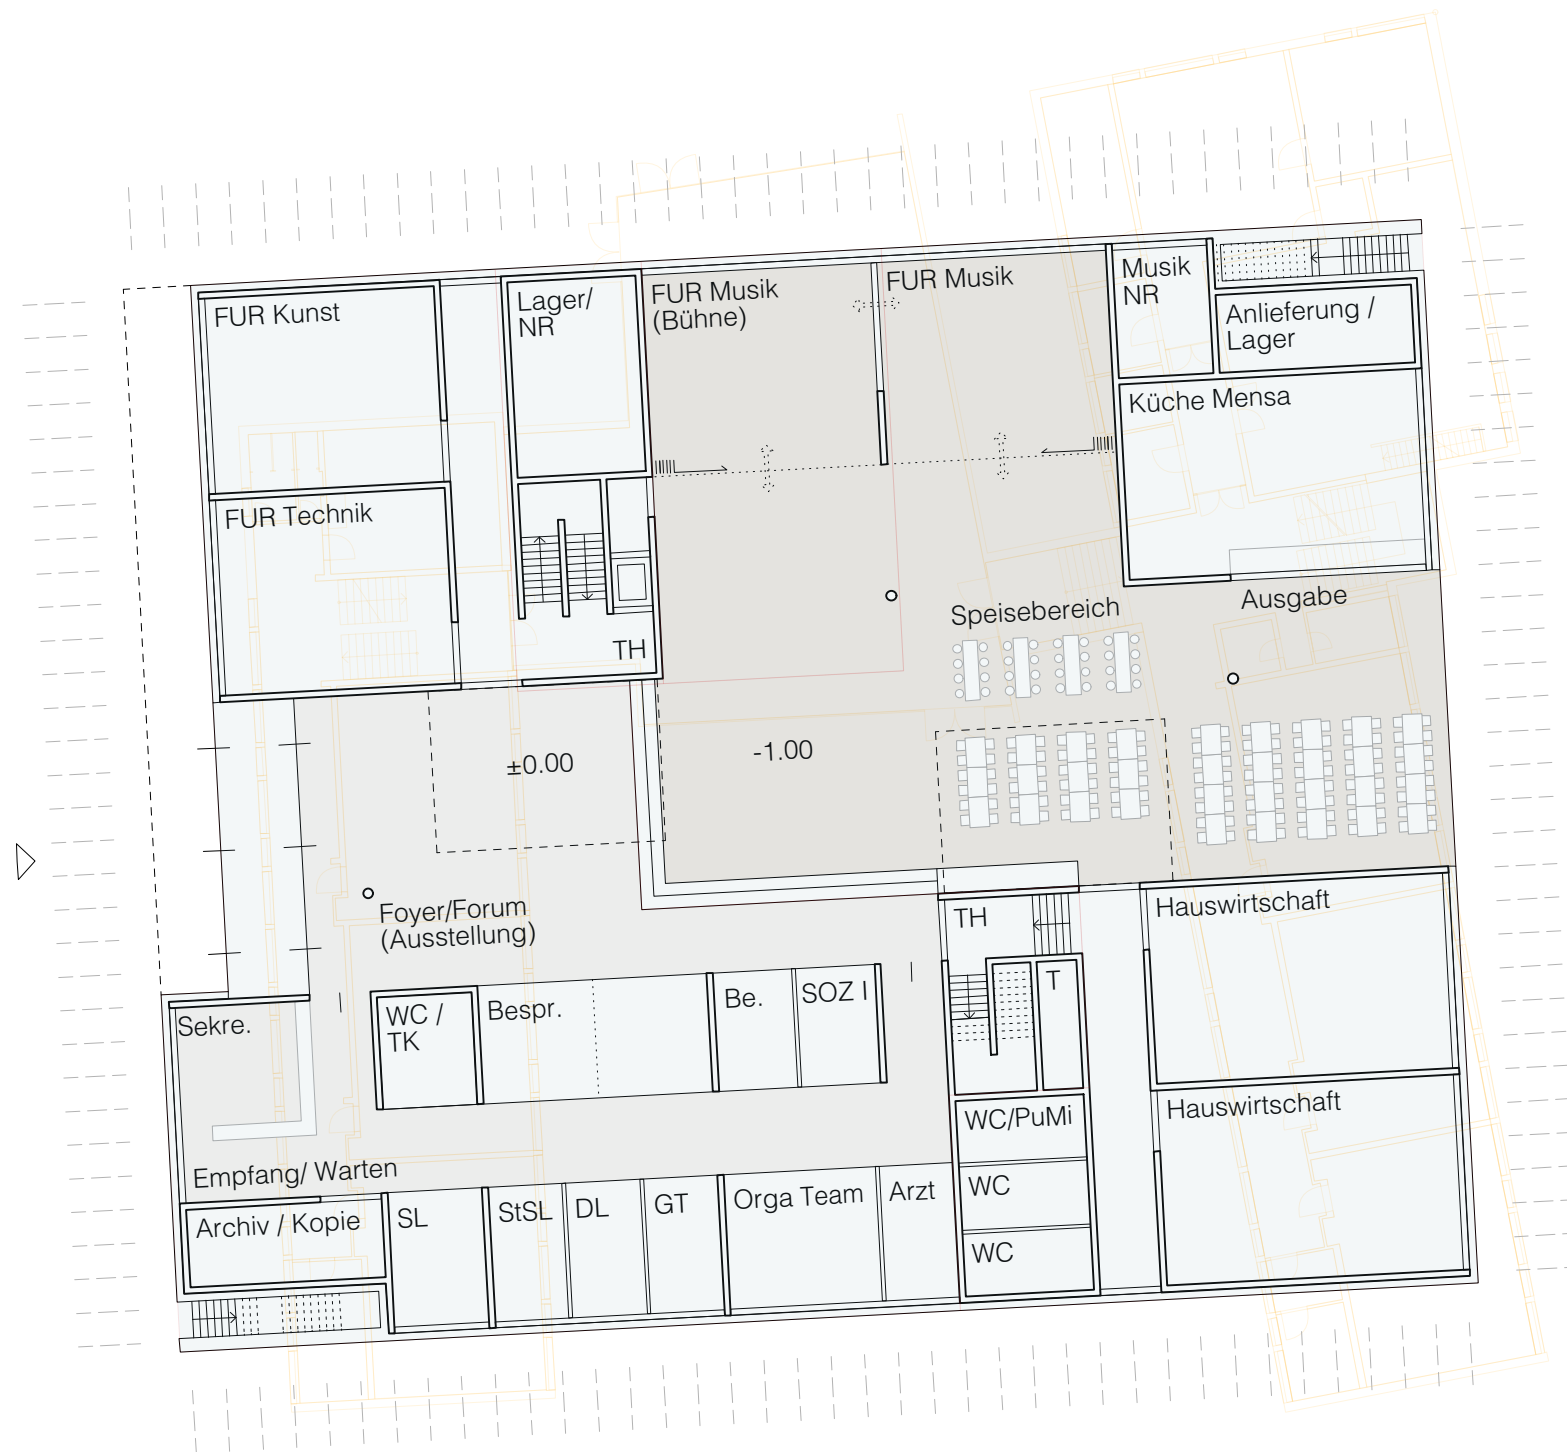 FUR Kunst
Lager/
NR
FUR Musik
(Bühne)
FUR Musik
Musik
NR
Anlieferung /
Lager
Küche Mensa
FUR Technik
TH
Speisebereich
Ausgabe
±0.00
-1.00
Foyer/Forum
(Ausstellung)
TH
Hauswirtschaft
Sekre.
WC /
TK
Bespr.
Be.
SOZ I
T
Empfang/ Warten
WC/PuMi
Hauswirtschaft
Archiv / Kopie
SL
StSL
DL
GT
Orga Team
Arzt
WC
WC